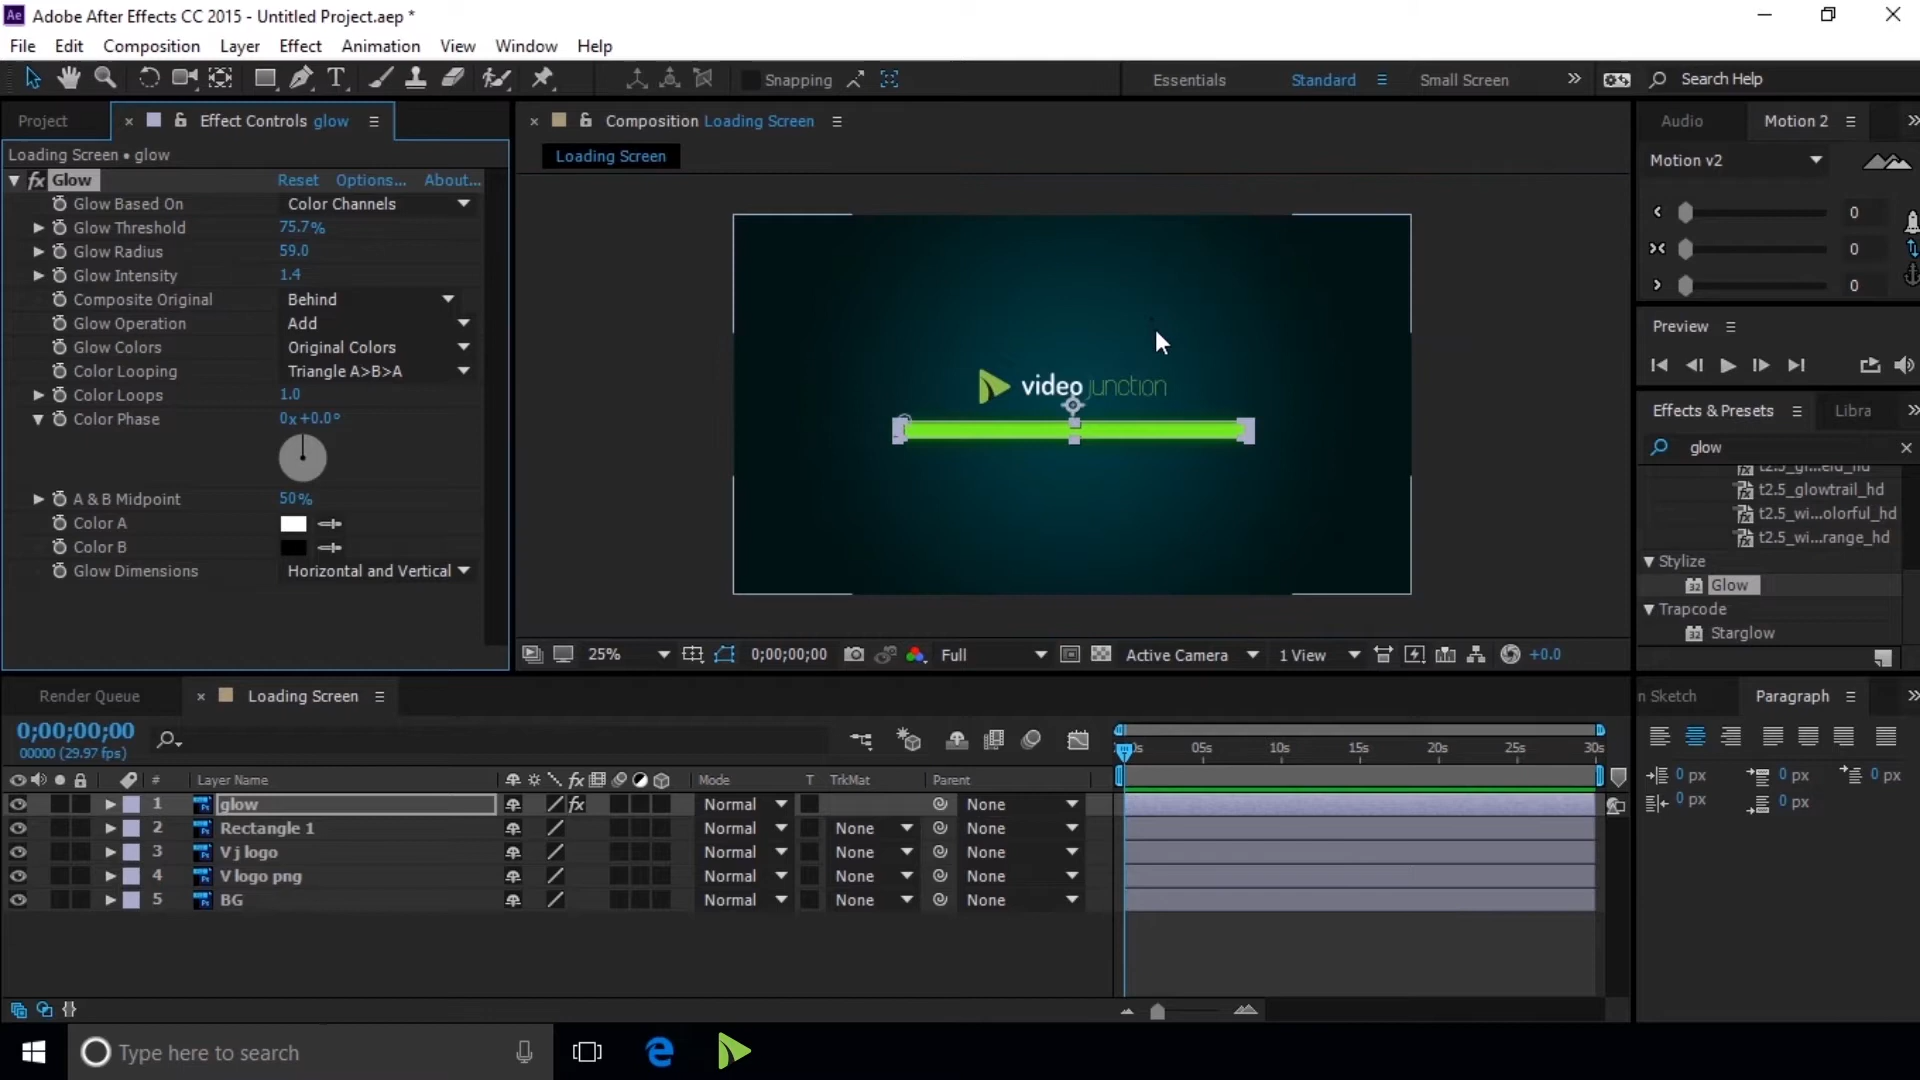 Adobe After Effects CC 2015 - Untitled Project.aep *
File Edit Composition Layer Effect Animation View Window Help
Snapping Essentials Standard Small Screen Search Help
Project Effect Controls glow
Loading Screen • glow
Glow Reset Options... About...
Glow Based On Color Channels
Glow Threshold 75.7%
Glow Radius 59.0
Glow Intensity 1.4
Composite Original Behind
Glow Operation Add
Glow Colors Original Colors
Color Looping Triangle A>B>A
Color Loops 1.0
Color Phase 0x+0.0°
A & B Midpoint 50%
Color A
Color B
Glow Dimensions Horizontal and Vertical
Composition Loading Screen
Loading Screen
video junction
25% 0;00;00;00 Full Active Camera 1 View +0.0
Audio Motion 2
Motion v2
0
0
0
Preview
Effects & Presets Libra
glow
t2.5_glowtrail_hd
t2.5_wi...olorful_hd
t2.5_wi...range_hd
Stylize
32 Glow
Trapcode
32 Starglow
Render Queue Loading Screen
0;00;00;00
00000 (29.97 fps)
05s 10s 15s 20s 25s 30s
# Layer Name Mode T TrkMat Parent
1 glow Normal None
2 Rectangle 1 Normal None None
3 V j logo Normal None None
4 V logo png Normal None None
5 BG Normal None None
n Sketch Paragraph
0 px 0 px 0 px
0 px 0 px
Type here to search